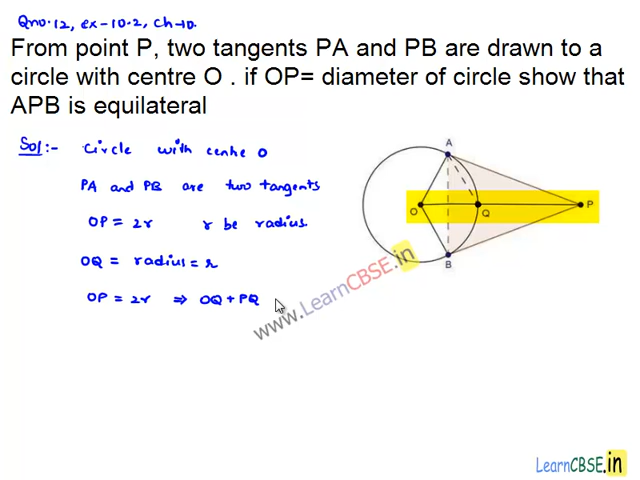 Qno.12, ex-10.2, ch-10.
From point P, two tangents PA and PB are drawn to a
circle with centre O . if OP= diameter of circle show that
APB is equilateral
Sol:- Circle with centre O
PA and PB are two tangents
OP = 2r r be radius.
OQ = radius = r
OP = 2r ⇒ OQ + PQ
A
O
Q
P
B
www.LearnCBSE.in
LearnCBSE.in